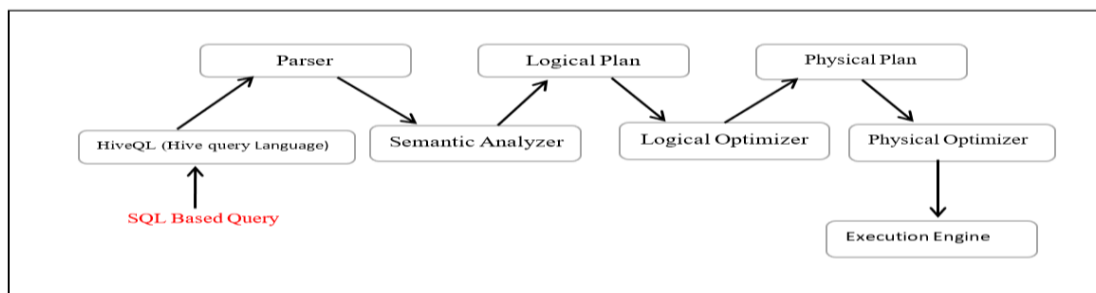 Parser
Logical Plan
Physical Plan
HiveQL (Hive query Language)
Semantic Analyzer
Logical Optimizer
Physical Optimizer
SQL Based Query
Execution Engine